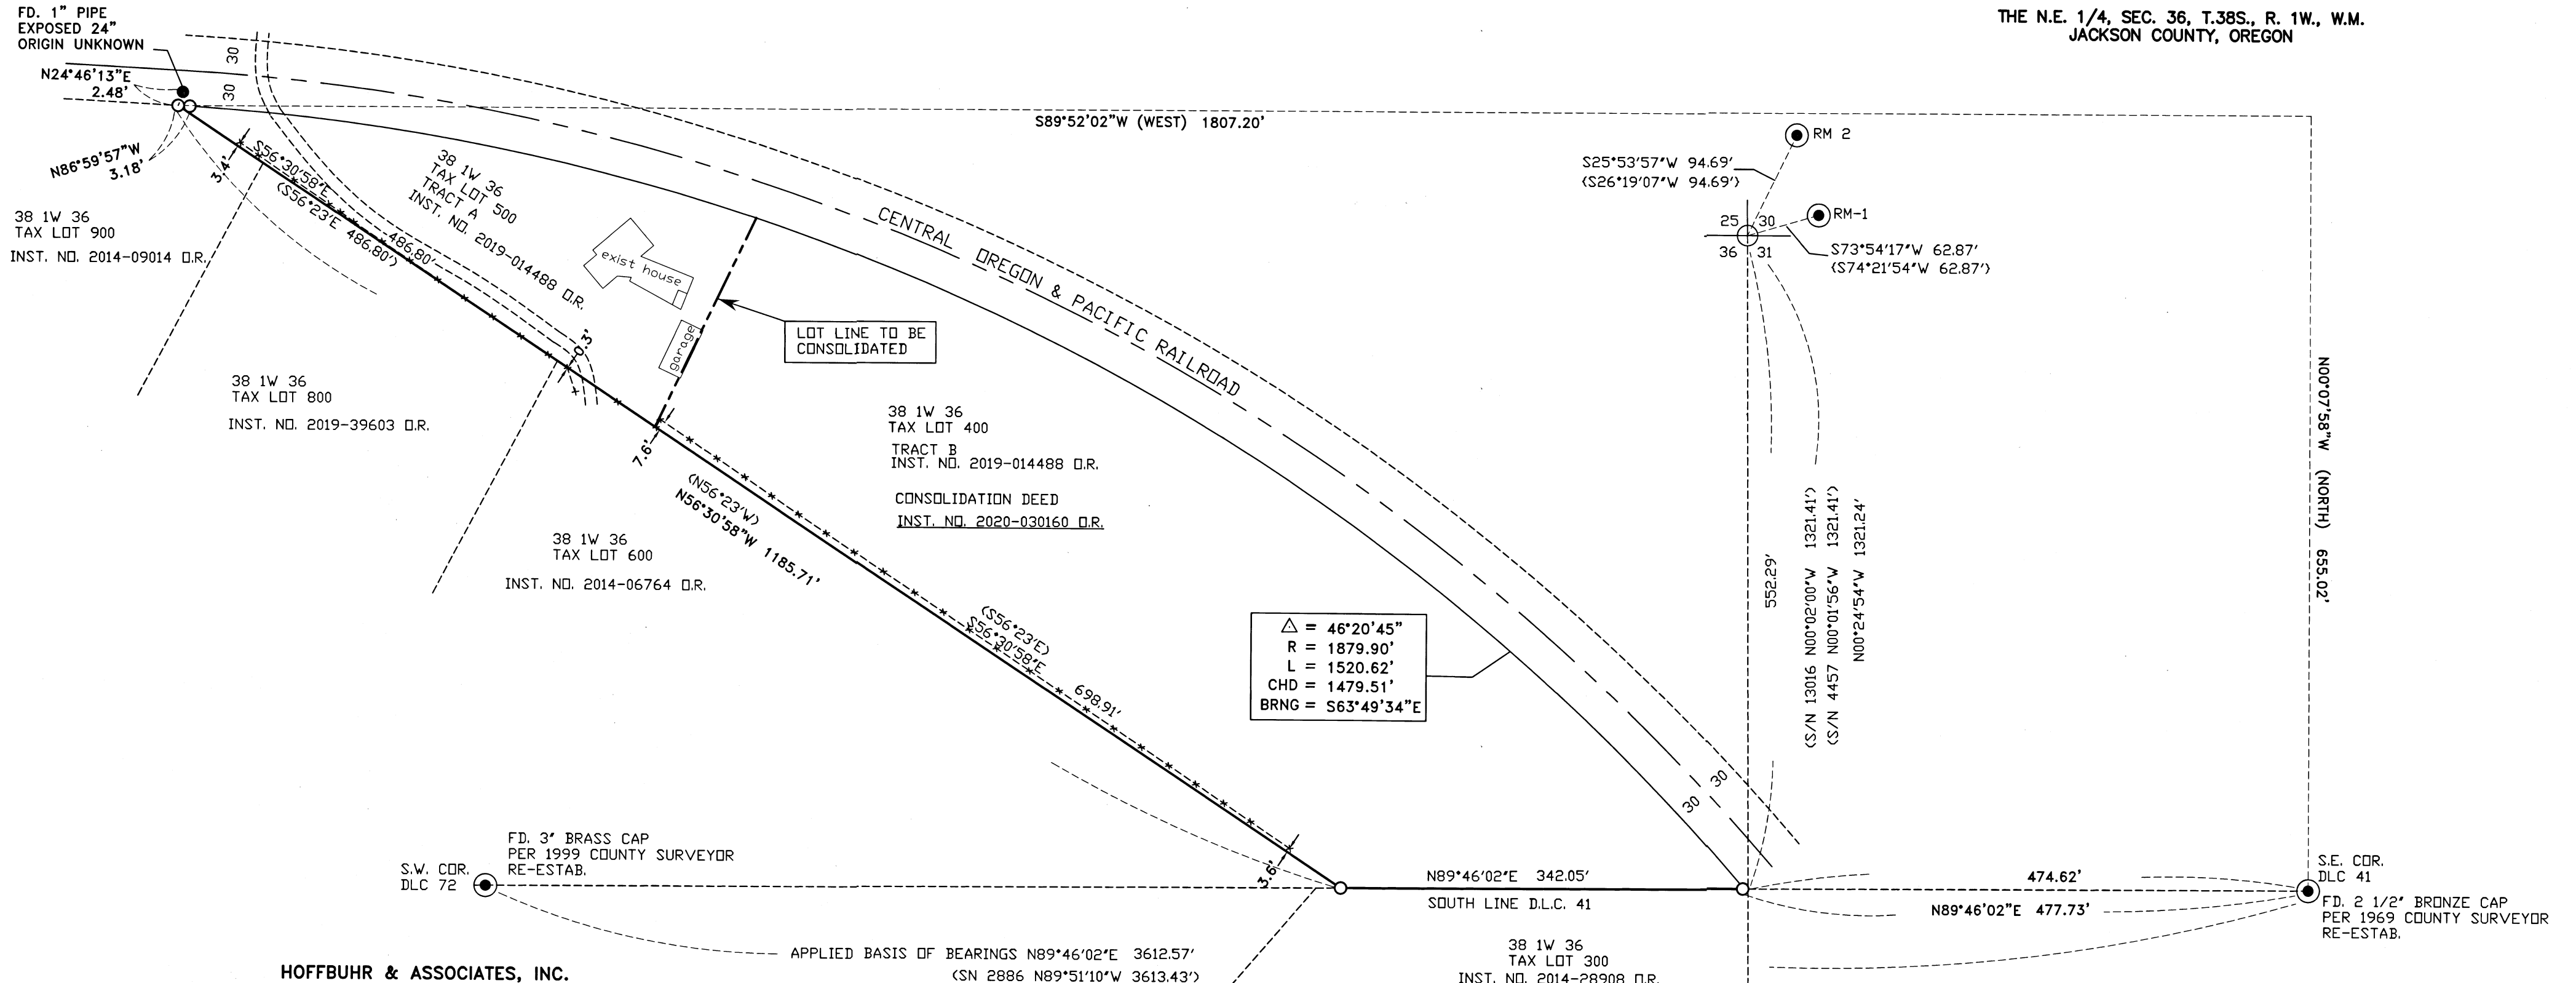 FD. 1" PIPE
EXPOSED 24"
ORIGIN UNKNOWN
N24°46'13"E
2.48'
N86°59'57"W
3.18'
30
30
THE N.E. 1/4, SEC. 36, T.38S., R. 1W., W.M.
JACKSON COUNTY, OREGON
S89°52'02"W (WEST) 1807.20'
3.4'
S56°30'58"E 486.80'
(S56°23'E 486.80')
38 1W 36
TAX LOT 500
TRACT A
INST. NO. 2019-014488 O.R.
38 1W 36
TAX LOT 900
INST. NO. 2014-09014 O.R.
exist house
garage
LOT LINE TO BE
CONSOLIDATED
CENTRAL OREGON & PACIFIC RAILROAD
RM 2
S25°53'57"W 94.69'
(S26°19'07"W 94.69')
25 30
36 31
RM-1
S73°54'17"W 62.87'
(S74°21'54"W 62.87')
N00°07'58"W (NORTH) 655.02'
0.3'
38 1W 36
TAX LOT 800
INST. NO. 2019-39603 O.R.
7.6'
38 1W 36
TAX LOT 400
TRACT B
INST. NO. 2019-014488 O.R.
CONSOLIDATION DEED
INST. NO. 2020-030160 O.R.
(N56°23'W)
N56°30'58"W 1185.71'
38 1W 36
TAX LOT 600
INST. NO. 2014-06764 O.R.
(S56°23'E)
S56°30'58"E 698.91'
552.29'
(S/N 13016 N00°02'00"W 1321.41')
(S/N 4457 N00°01'56"W 1321.41')
N00°24'54"W 1321.24'
△ = 46°20'45"
R = 1879.90'
L = 1520.62'
CHD = 1479.51'
BRNG = S63°49'34"E
30
30
3.6'
FD. 3" BRASS CAP
PER 1999 COUNTY SURVEYOR
RE-ESTAB.
S.W. COR.
DLC 72
N89°46'02"E 342.05'
SOUTH LINE D.L.C. 41
474.62'
N89°46'02"E 477.73'
S.E. COR.
DLC 41
FD. 2 1/2" BRONZE CAP
PER 1969 COUNTY SURVEYOR
RE-ESTAB.
APPLIED BASIS OF BEARINGS N89°46'02"E 3612.57'
(SN 2886 N89°51'10"W 3613.43')
38 1W 36
TAX LOT 300
INST. NO. 2014-28908 O.R.
HOFFBUHR & ASSOCIATES, INC.